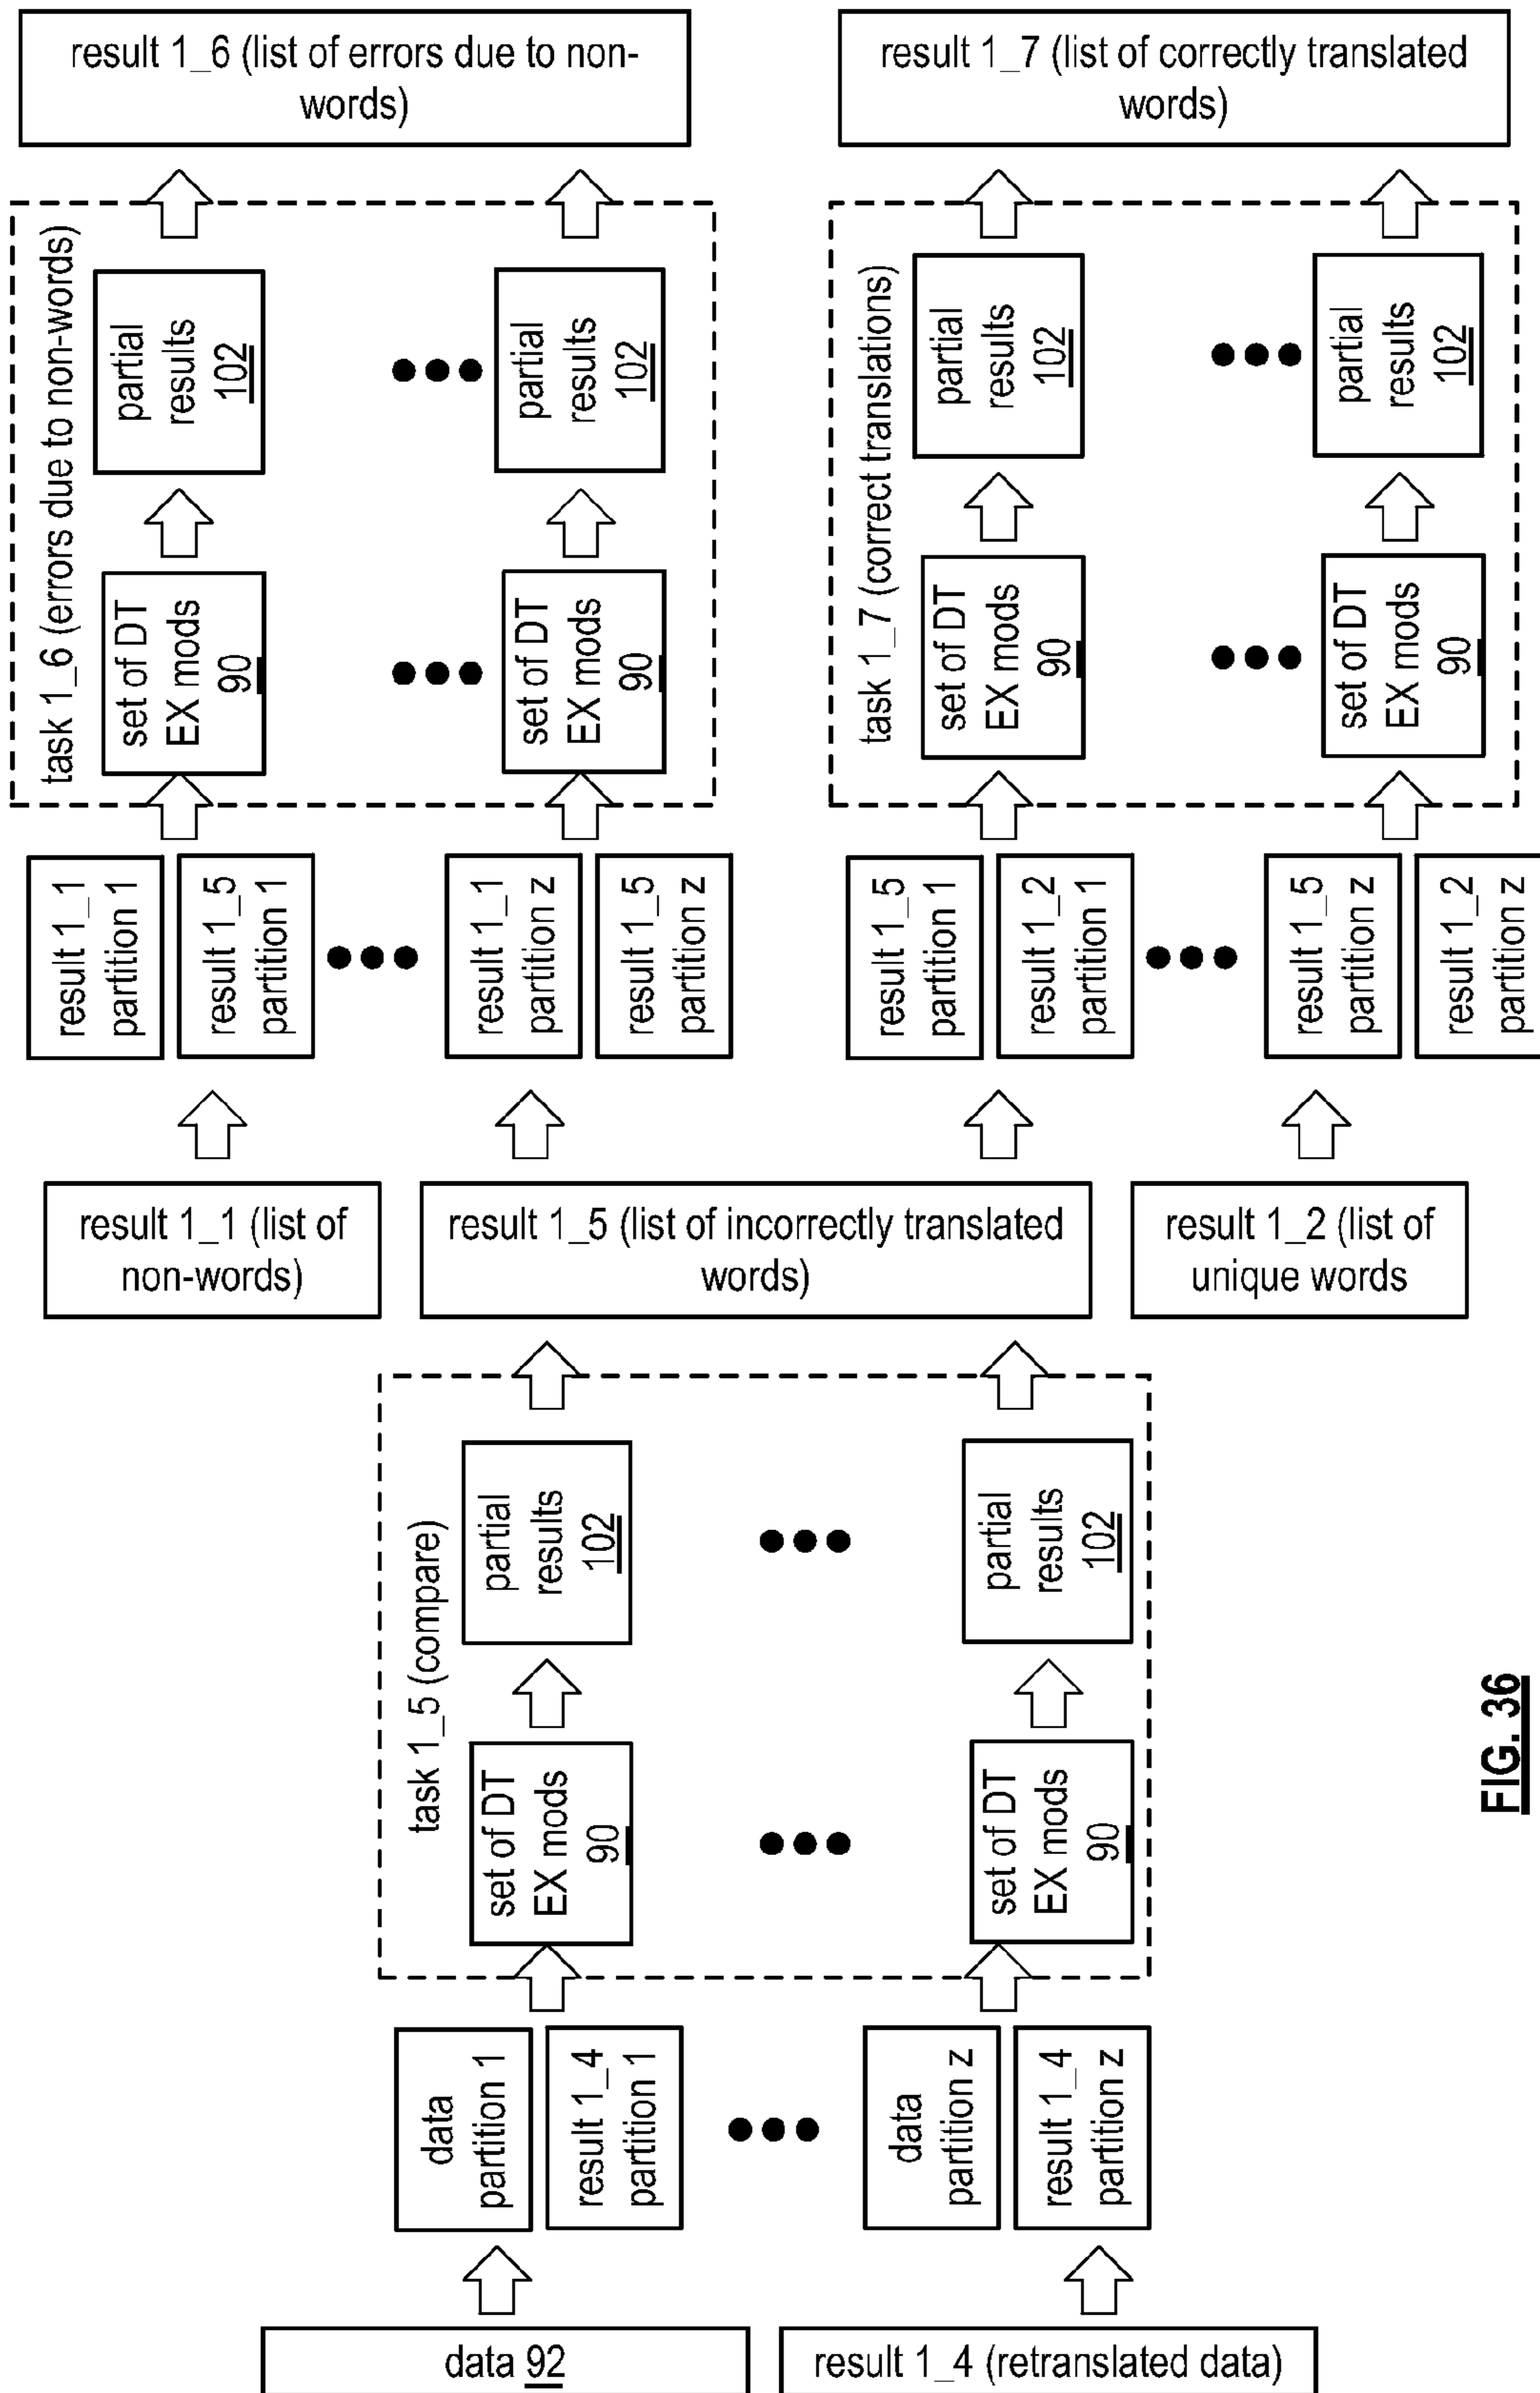 result 1_6 (list of errors due to non-
words)
result 1_7 (list of correctly translated
words)
task 1_6 (errors due to non-words)
partial
results
102
partial
results
102
set of DT
EX mods
90
set of DT
EX mods
90
task 1_7 (correct translations)
partial
results
102
partial
results
102
set of DT
EX mods
90
set of DT
EX mods
90
result 1_1
partition 1
result 1_5
partition 1
result 1_1
partition z
result 1_5
partition z
result 1_5
partition 1
result 1_2
partition 1
result 1_5
partition z
result 1_2
partition z
result 1_1 (list of
non-words)
result 1_5 (list of incorrectly translated
words)
result 1_2 (list of
unique words
task 1_5 (compare)
partial
results
102
partial
results
102
set of DT
EX mods
90
set of DT
EX mods
90
data
partition 1
result 1_4
partition 1
data
partition z
result 1_4
partition z
data 92
result 1_4 (retranslated data)
FIG. 36